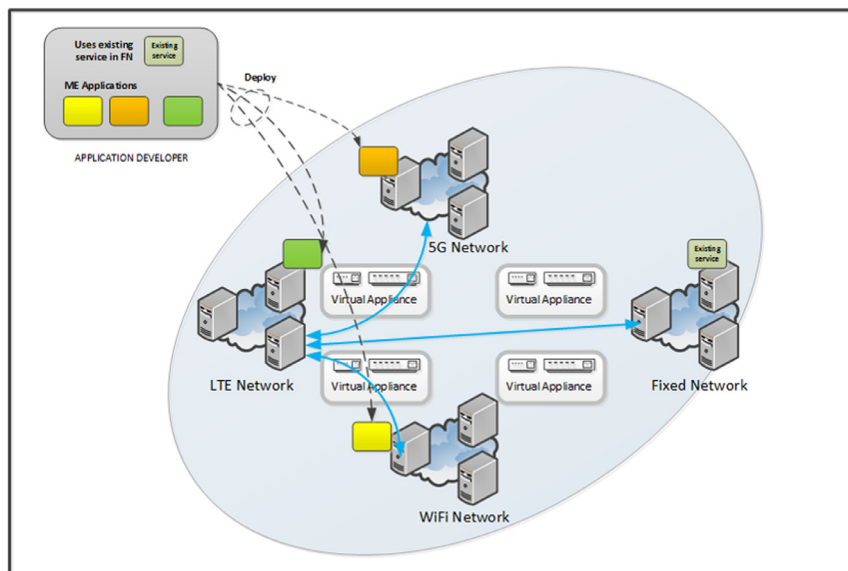 Uses existing
service in FN
Existing
service
ME Applications
APPLICATION DEVELOPER
Deploy
5G Network
Existing
service
Virtual Appliance
Virtual Appliance
LTE Network
Virtual Appliance
Virtual Appliance
Fixed Network
WiFi Network